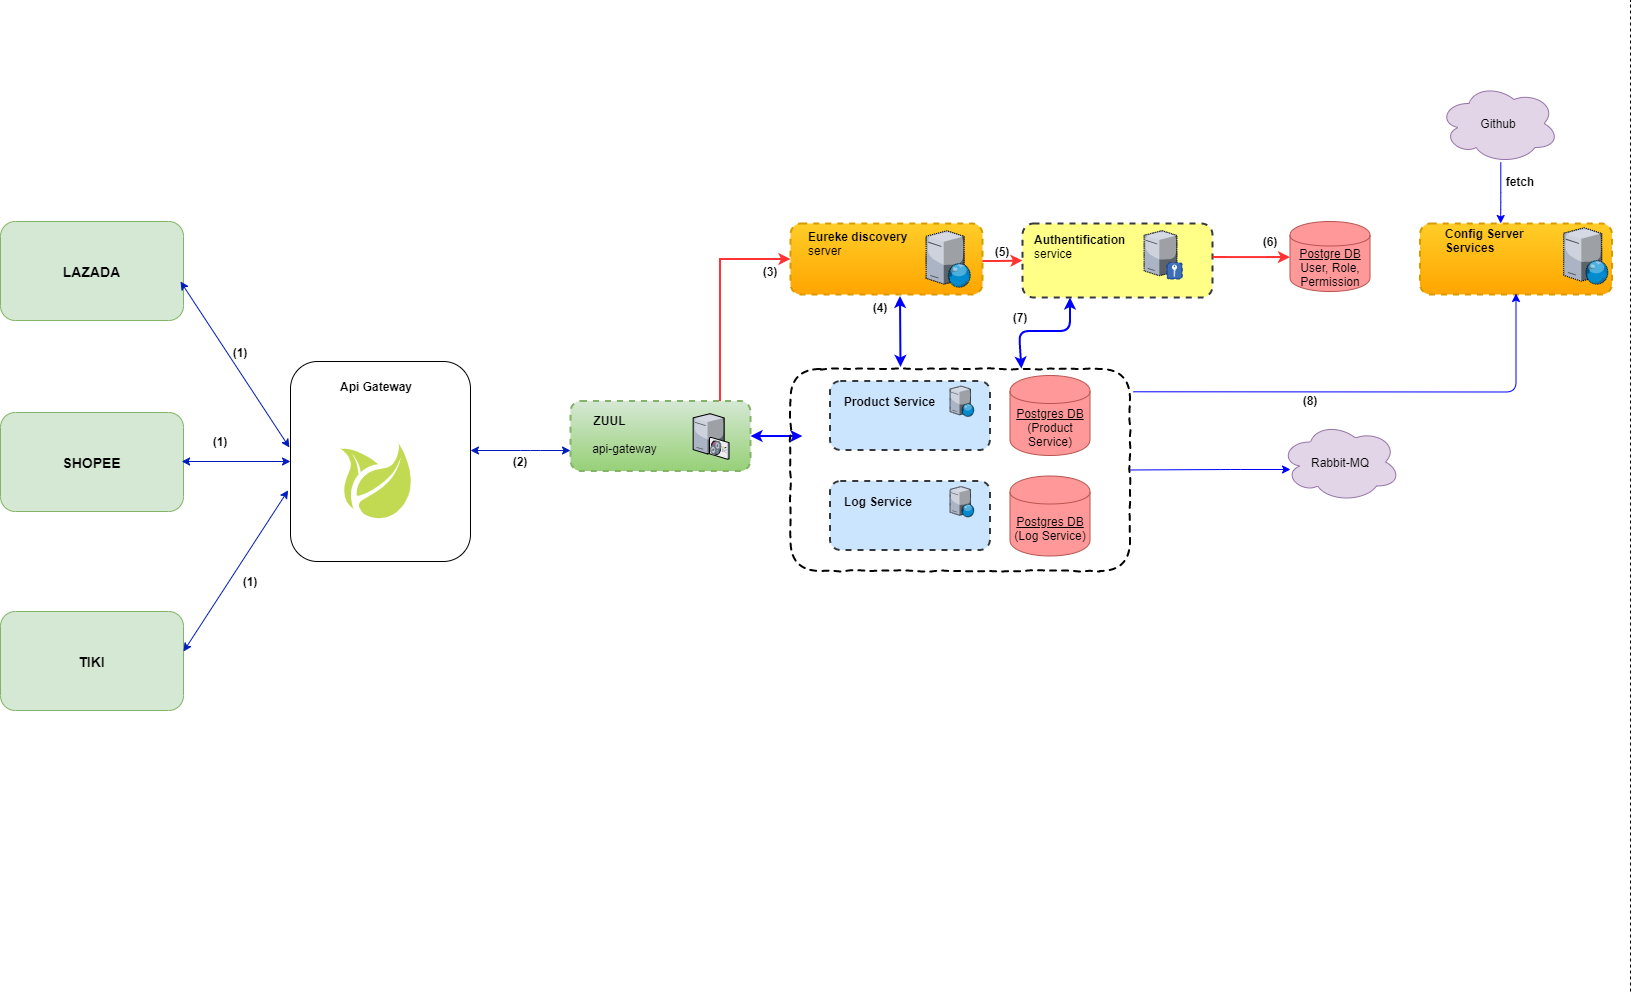 Github
fetch
LAZADA
(1)
SHOPEE
(1)
TIKI
(1)
Api Gateway
(2)
ZUUL
api-gateway
(3)
Eureke discovery
server
(4)
(5)
Authentification
service
(6)
Postgre DB
User, Role,
Permission
(7)
Config Server
Services
Product Service
Postgres DB
(Product
Service)
Log Service
Postgres DB
(Log Service)
(8)
Rabbit-MQ